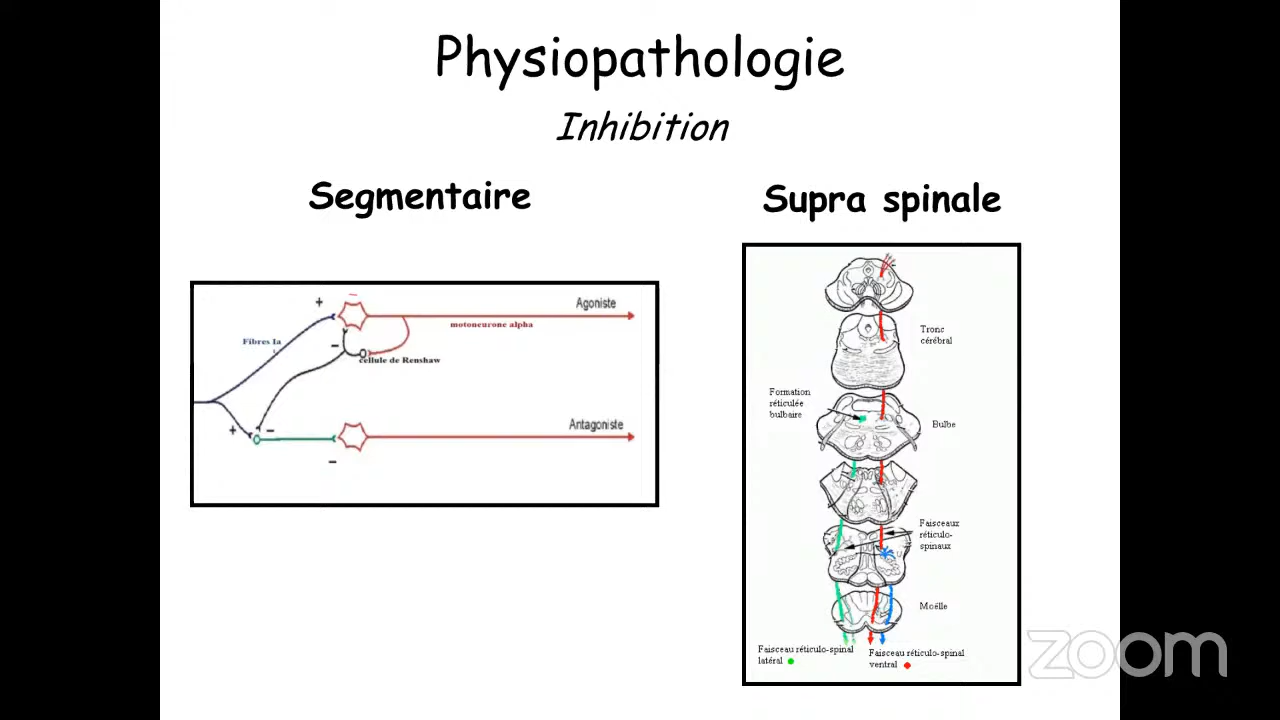 Physiopathologie
Inhibition
Segmentaire
Supra spinale
+
Agoniste
motoneurone alpha
Fibres Ia
−
cellule de Renshaw
+
−
Antagoniste
−
Tronc
cérébral
Formation
réticulée
bulbaire
Bulbe
Faisceaux
réticulo-
spinaux
Moëlle
Faisceau réticulo-spinal
latéral
Faisceau réticulo-spinal
ventral
zoom